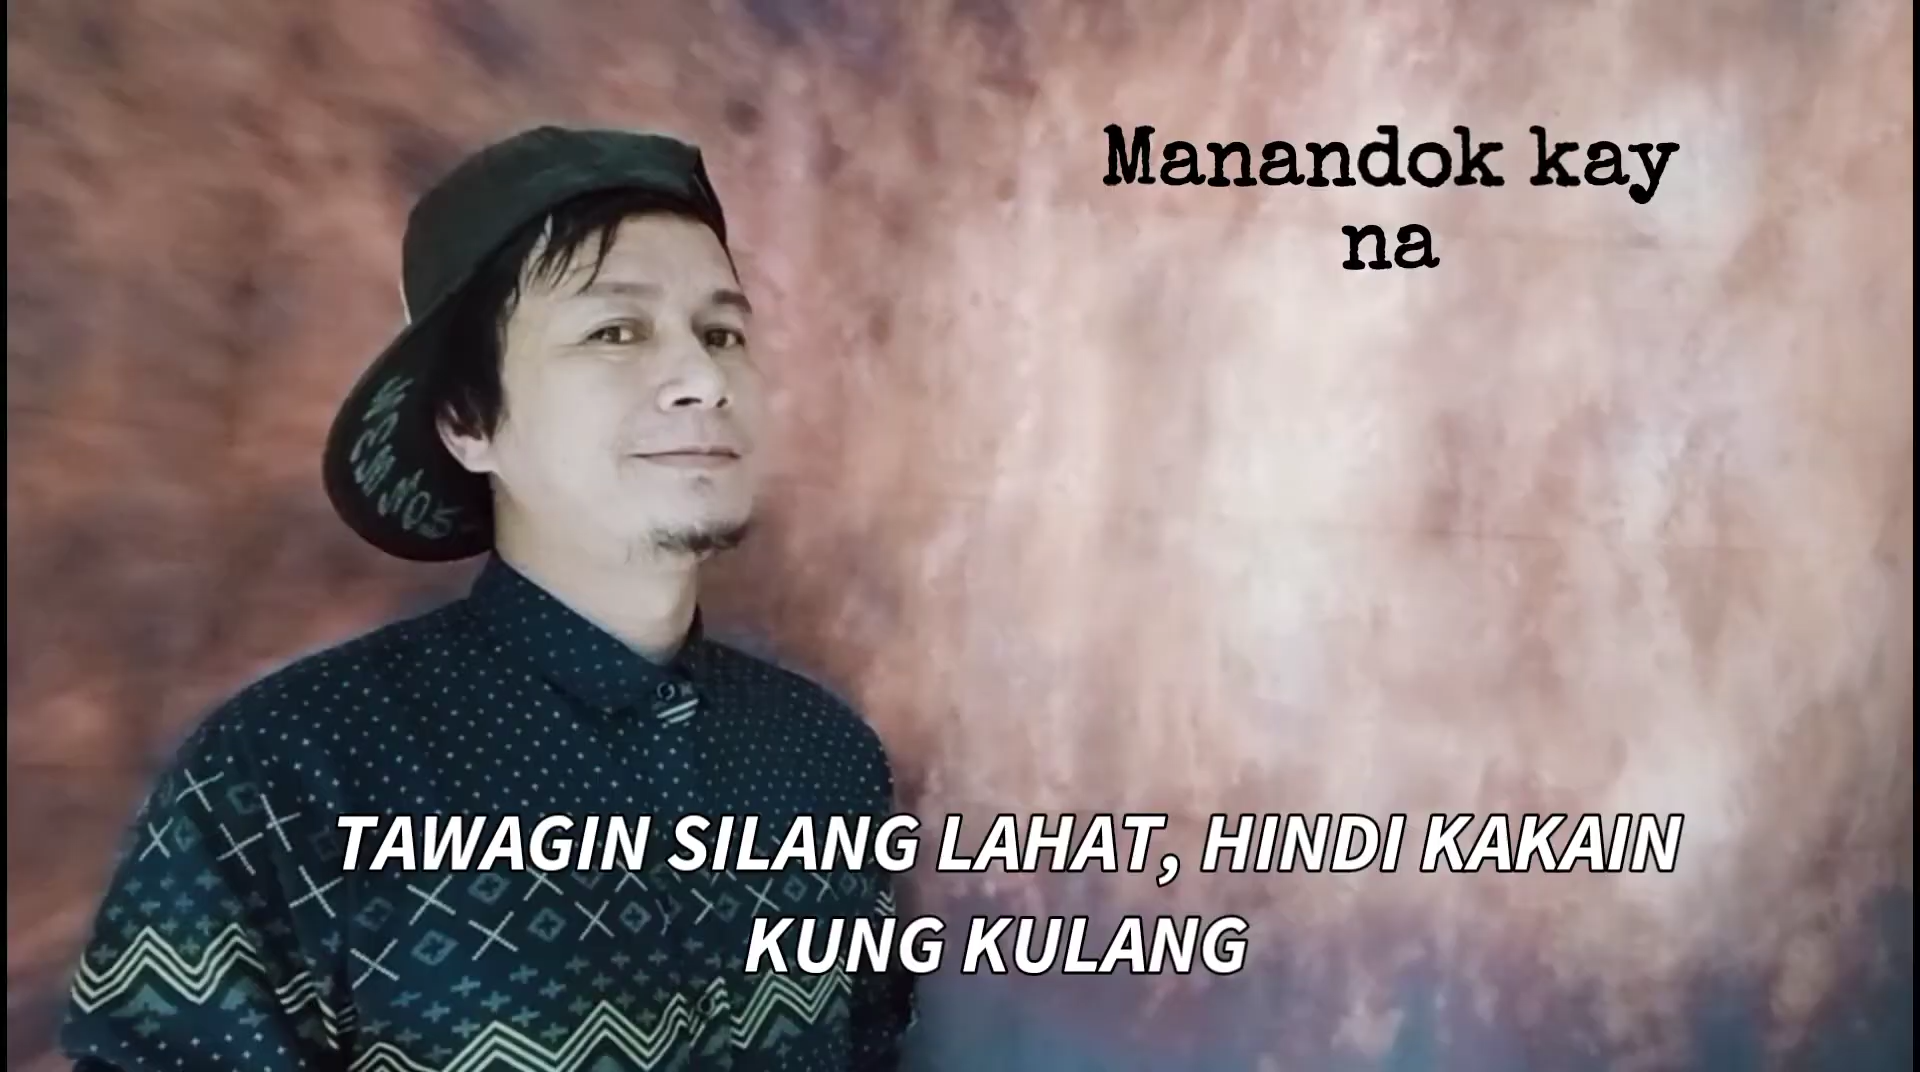 Manandok kay
na
TAWAGIN SILANG LAHAT, HINDI KAKAIN
KUNG KULANG